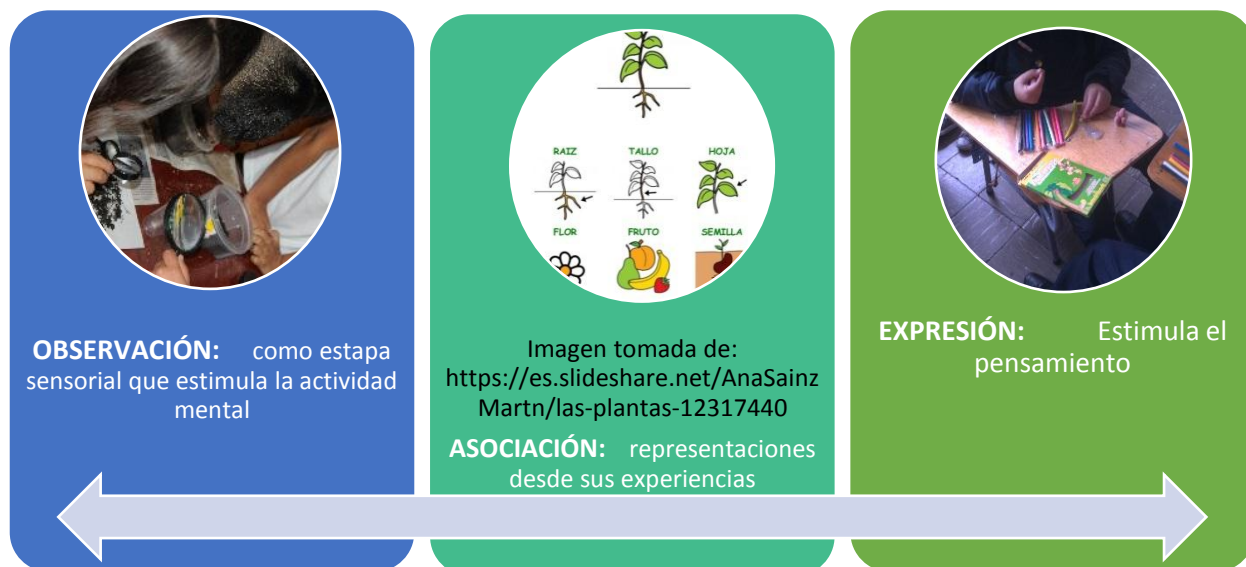 OBSERVACIÓN: como estapa
sensorial que estimula la actividad
mental
RAIZ TALLO HOJA
FLOR FRUTO SEMILLA
Imagen tomada de:
https://es.slideshare.net/AnaSainz
Martn/las-plantas-12317440
ASOCIACIÓN: representaciones
desde sus experiencias
EXPRESIÓN: Estimula el
pensamiento